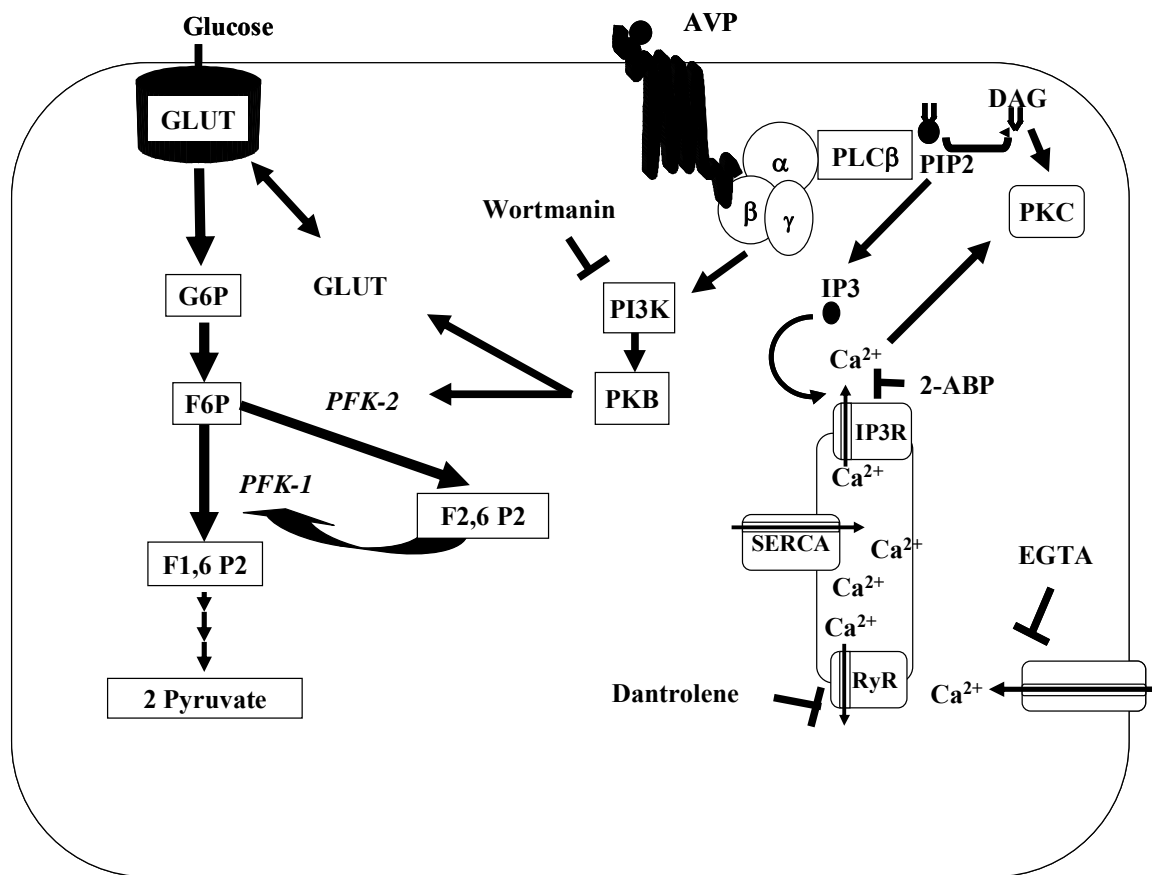 Glucose
AVP
GLUT
DAG
α
PLCβ
PIP2
β
γ
PKC
Wortmanin
GLUT
G6P
IP3
PI3K
Ca²⁺
2-ABP
F6P
PFK-2
PKB
IP3R
Ca²⁺
PFK-1
F2,6 P2
SERCA
Ca²⁺
F1,6 P2
EGTA
Ca²⁺
Ca²⁺
2 Pyruvate
Dantrolene
RyR
Ca²⁺